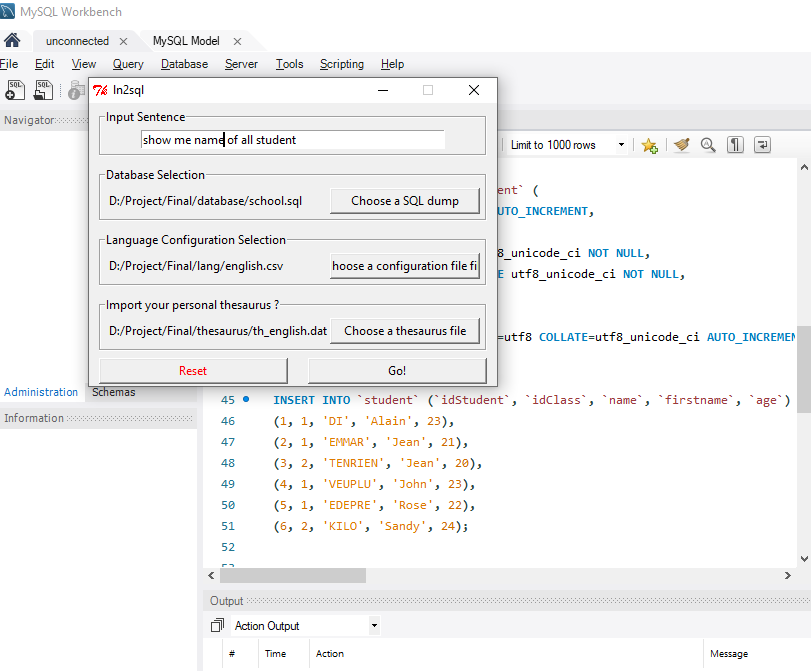 MySQL Workbench
unconnected
MySQL Model
File Edit View Query Database Server Tools Scripting Help
SQL SQL
Navigator
ln2sql
Input Sentence
show me name of all student
Database Selection
D:/Project/Final/database/school.sql
Choose a SQL dump
Language Configuration Selection
D:/Project/Final/lang/english.csv
hoose a configuration file fi
Import your personal thesaurus ?
D:/Project/Final/thesaurus/th_english.dat
Choose a thesaurus file
Reset
Go!
Limit to 1000 rows
ent` (
UTO_INCREMENT,
f8_unicode_ci NOT NULL,
E utf8_unicode_ci NOT NULL,
=utf8 COLLATE=utf8_unicode_ci AUTO_INCREMEN
Administration Schemas
Information
45 INSERT INTO `student` (`idStudent`, `idClass`, `name`, `firstname`, `age`)
46 (1, 1, 'DI', 'Alain', 23),
47 (2, 1, 'EMMAR', 'Jean', 21),
48 (3, 2, 'TENRIEN', 'Jean', 20),
49 (4, 1, 'VEUPLU', 'John', 23),
50 (5, 1, 'EDEPRE', 'Rose', 22),
51 (6, 2, 'KILO', 'Sandy', 24);
52
Output
Action Output
# Time Action Message